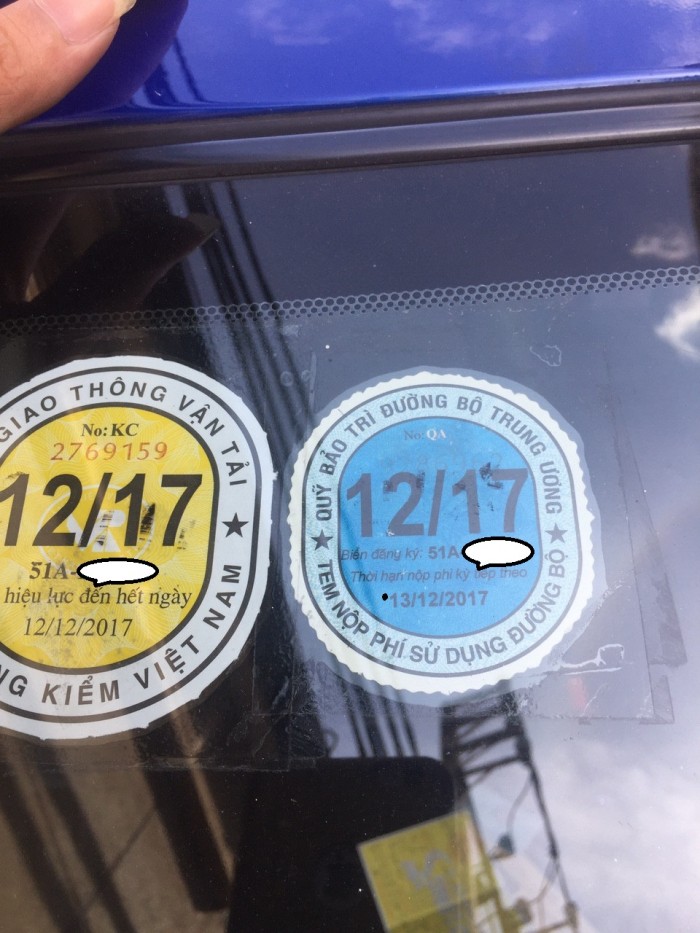 GIAO THÔNG VẬN TẢI
No: KC
2769159
12/17
51A-
hiệu lực đến hết ngày
12/12/2017
NG KIỂM VIỆT NAM
QUỸ BẢO TRÌ ĐƯỜNG BỘ TRUNG ƯƠNG
No: QA
12/17
Biển đăng ký: 51A-
Thời hạn nộp phí kỳ tiếp theo
13/12/2017
TEM NỘP PHÍ SỬ DỤNG ĐƯỜNG BỘ